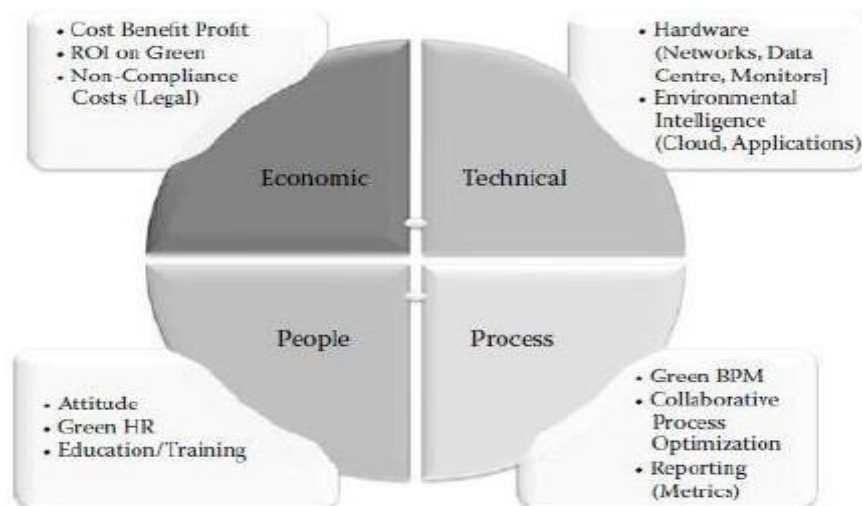 • Cost Benefit Profit
• ROI on Green
• Non-Compliance
Costs (Legal)
• Hardware
(Networks, Data
Centre, Monitors]
• Environmental
Intelligence
(Cloud, Applications)
Economic
Technical
People
Process
• Attitude
• Green HR
• Education/Training
• Green BPM
• Collaborative
Process
Optimization
• Reporting
(Metrics)